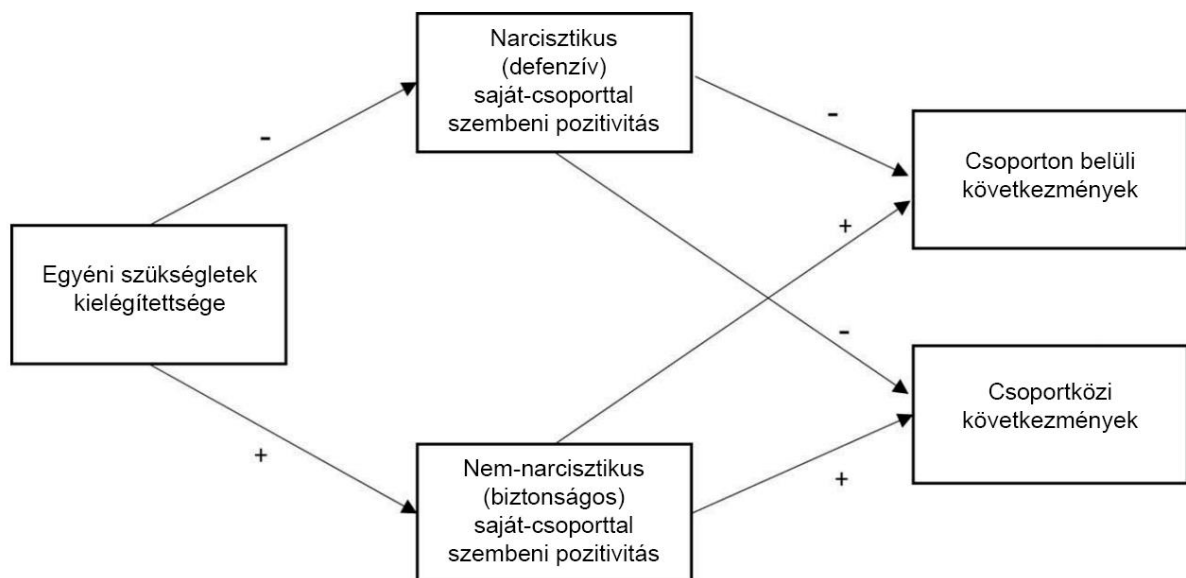 Narcisztikus
(defenzív)
saját-csoporttal
szembeni pozitivitás
-
-
Csoporton belüli
következmények
+
Egyéni szükségletek
kielégítettsége
-
Csoportközi
következmények
+
+
Nem-narcisztikus
(biztonságos)
saját-csoporttal
szembeni pozitivitás